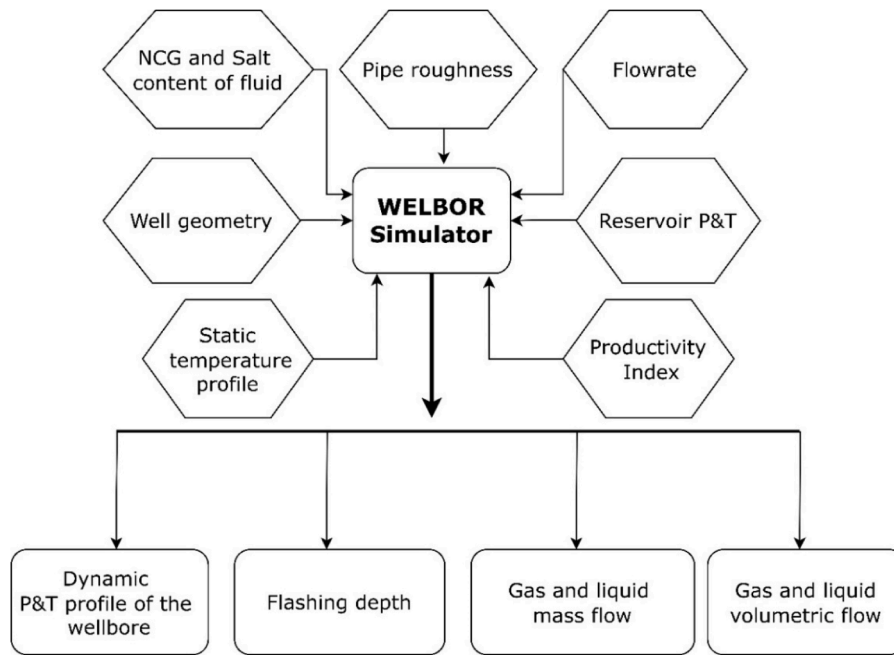 NCG and Salt
content of fluid
Pipe roughness
Flowrate
Well geometry
WELBOR
Simulator
Reservoir P&T
Static
temperature
profile
Productivity
Index
Dynamic
P&T profile of the
wellbore
Flashing depth
Gas and liquid
mass flow
Gas and liquid
volumetric flow